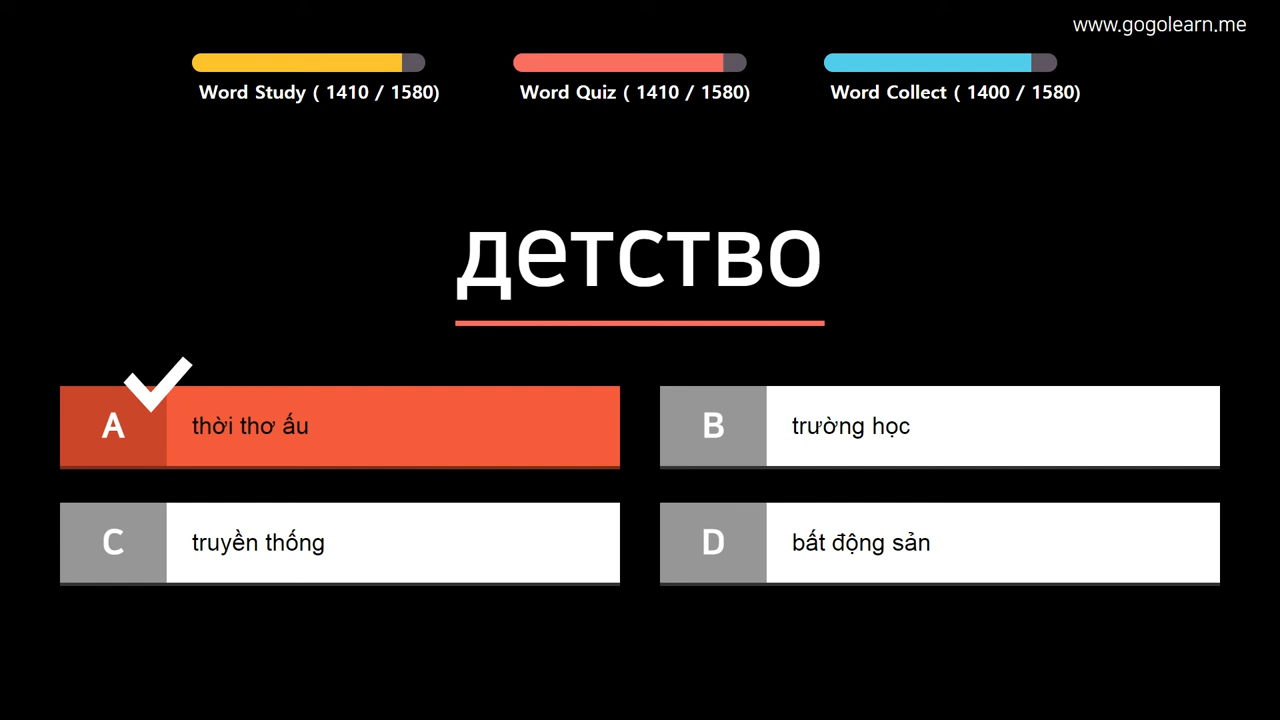 www.gogolearn.me
Word Study ( 1410 / 1580)
Word Quiz ( 1410 / 1580)
Word Collect ( 1400 / 1580)
детство
A thời thơ ấu
B trường học
C truyền thống
D bất động sản